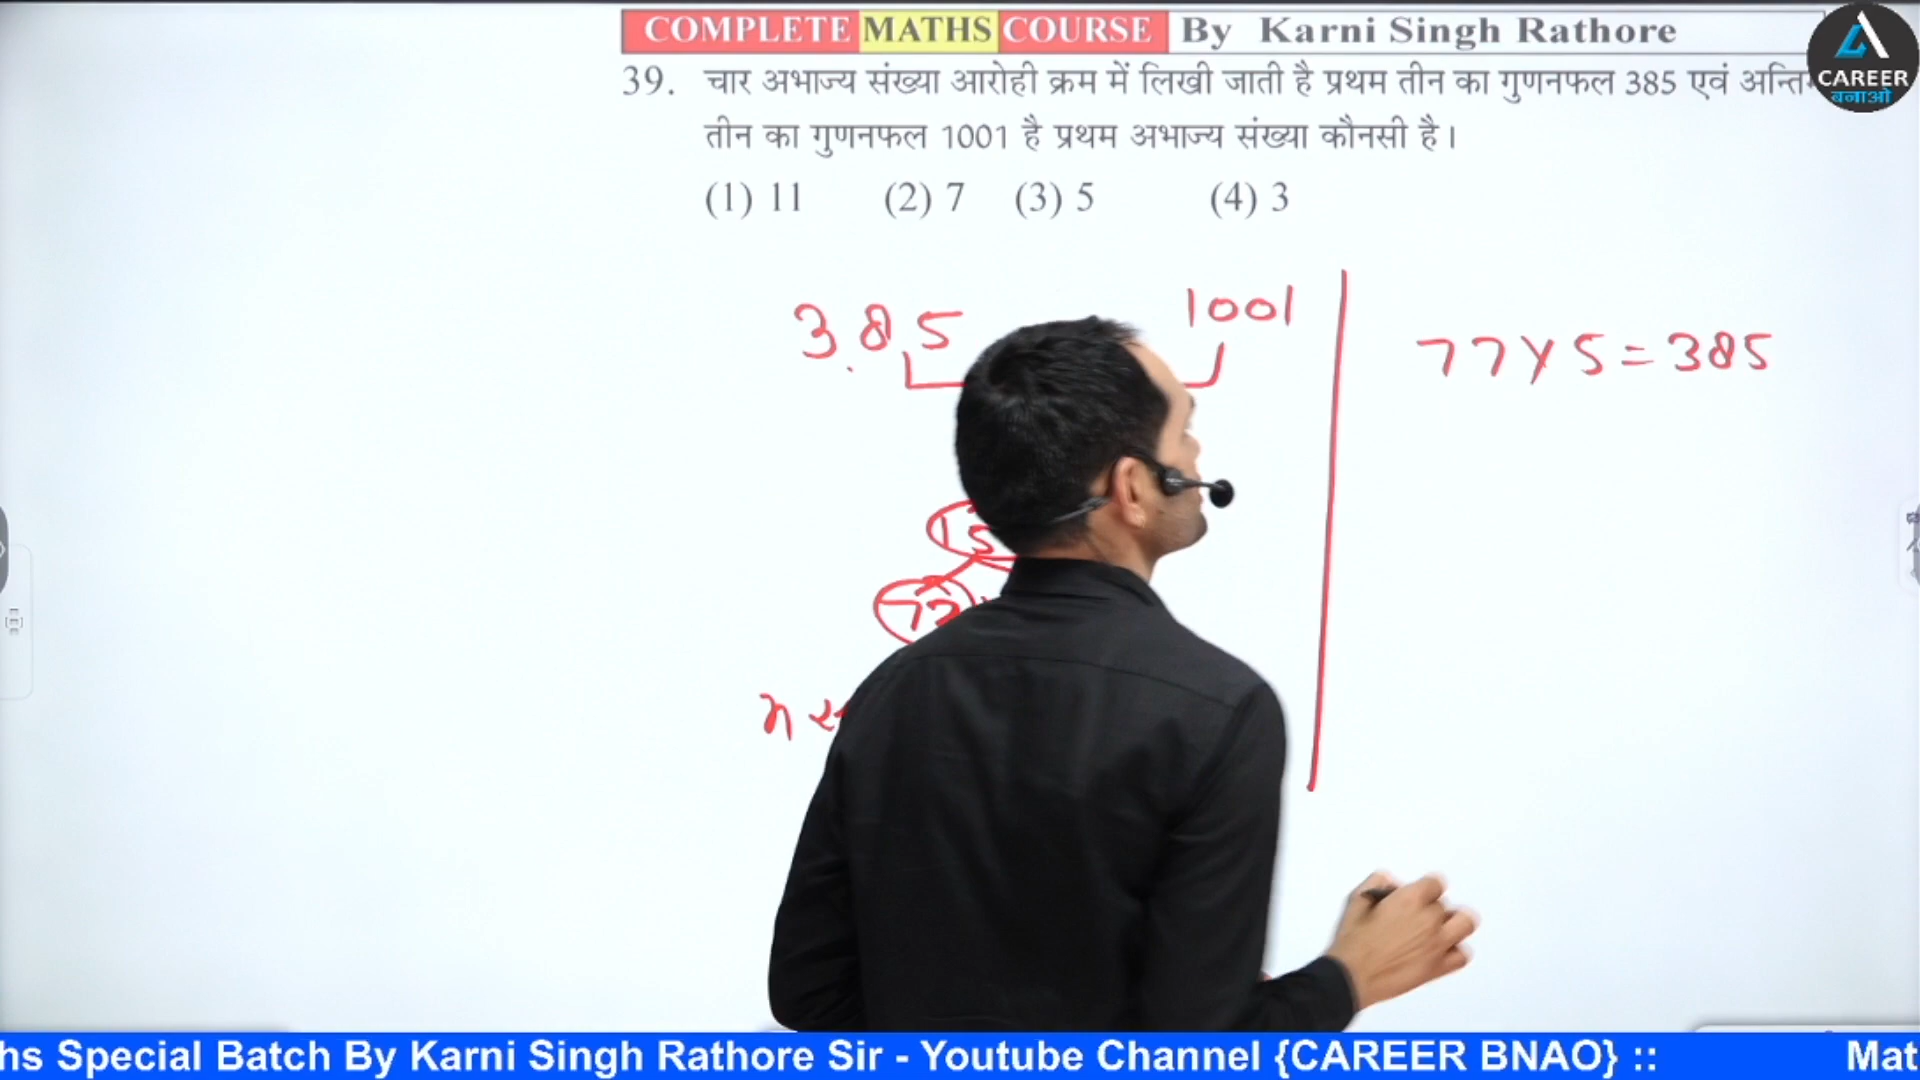 COMPLETE MATHS COURSE By Karni Singh Rathore
CAREER
बनाओ
39. चार अभाज्य संख्या आरोही क्रम में लिखी जाती है प्रथम तीन का गुणनफल 385 एवं
तीन का गुणनफल 1001 है प्रथम अभाज्य संख्या कौनसी है।
(1) 11 (2) 7 (3) 5 (4) 3
385 1001
77 × 5 = 385
77
hs Special Batch By Karni Singh Rathore Sir - Youtube Channel {CAREER BNAO} :: Mat